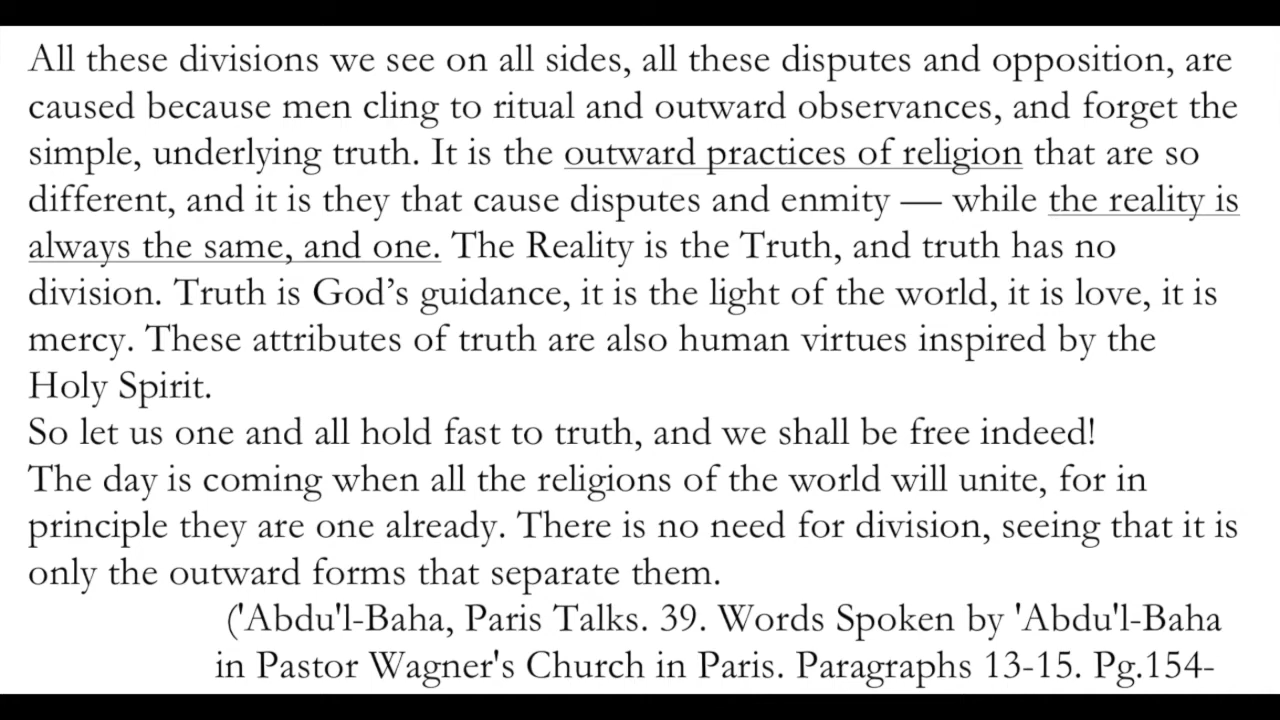 All these divisions we see on all sides, all these disputes and opposition, are
caused because men cling to ritual and outward observances, and forget the
simple, underlying truth. It is the outward practices of religion that are so
different, and it is they that cause disputes and enmity — while the reality is
always the same, and one. The Reality is the Truth, and truth has no
division. Truth is God’s guidance, it is the light of the world, it is love, it is
mercy. These attributes of truth are also human virtues inspired by the
Holy Spirit.
So let us one and all hold fast to truth, and we shall be free indeed!
The day is coming when all the religions of the world will unite, for in
principle they are one already. There is no need for division, seeing that it is
only the outward forms that separate them.
('Abdu'l-Baha, Paris Talks. 39. Words Spoken by 'Abdu'l-Baha
in Pastor Wagner's Church in Paris. Paragraphs 13-15. Pg.154-